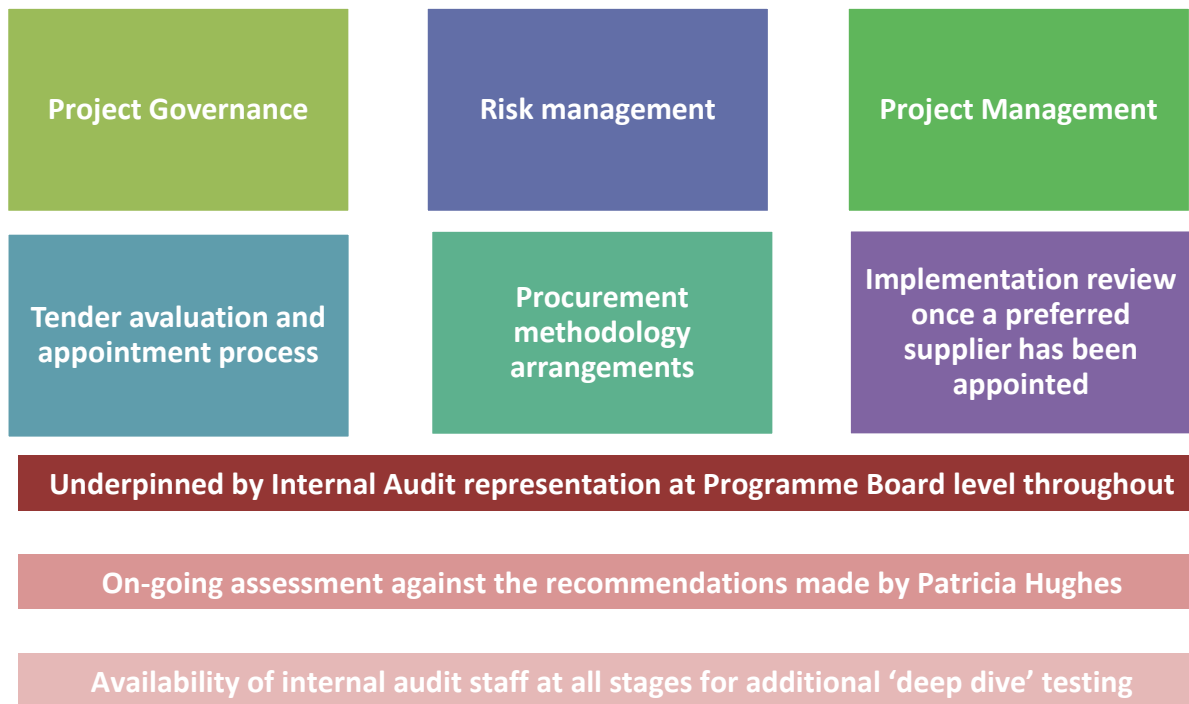 Project Governance
Risk management
Project Management
Tender avaluation and
appointment process
Procurement
methodology
arrangements
Implementation review
once a preferred
supplier has been
appointed
Underpinned by Internal Audit representation at Programme Board level throughout
On-going assessment against the recommendations made by Patricia Hughes
Availability of internal audit staff at all stages for additional ‘deep dive’ testing